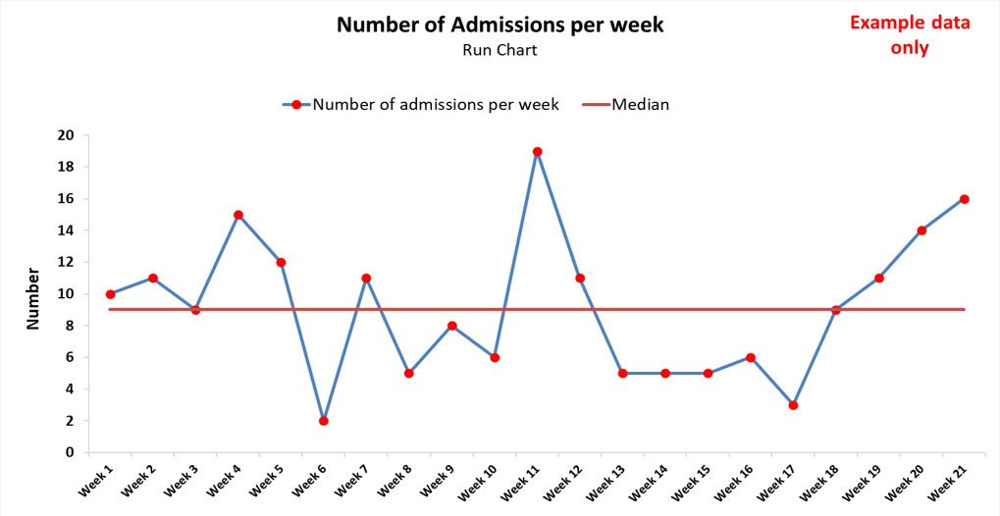 Number of Admissions per week
Run Chart
Example data
only
Number of admissions per week
Median
20
18
16
14
12
10
8
6
4
2
0
Number
Week 1
Week 2
Week 3
Week 4
Week 5
Week 6
Week 7
Week 8
Week 9
Week 10
Week 11
Week 12
Week 13
Week 14
Week 15
Week 16
Week 17
Week 18
Week 19
Week 20
Week 21